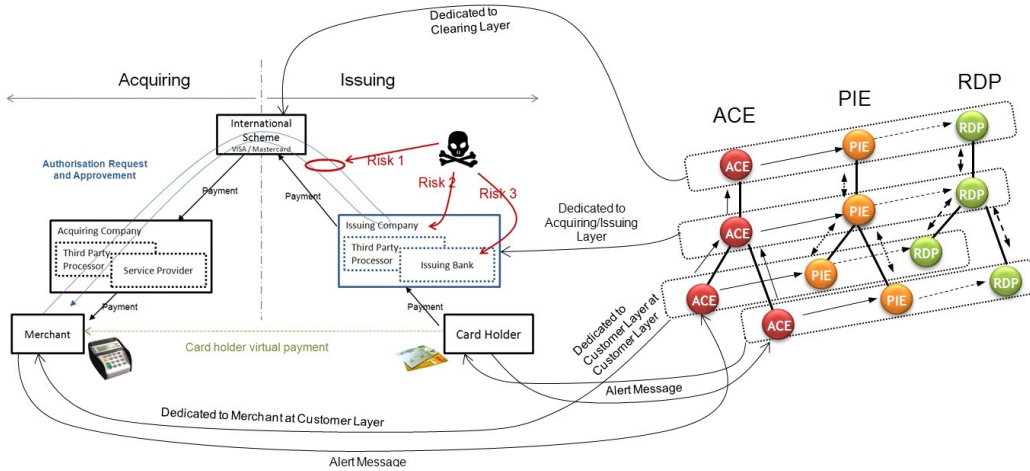 Dedicated to
Clearing Layer
Acquiring
Issuing
ACE
PIE
RDP
International
Scheme
VISA / Mastercard
Authorisation Request
and Approvement
Risk 1
Risk 2
Risk 3
Payment
Payment
Acquiring Company
Third Party
Processor
Service Provider
Issuing Company
Third Party
Processor
Issuing Bank
Dedicated to
Acquiring/Issuing
Layer
Payment
Payment
Merchant
Card Holder
Card holder virtual payment
Dedicated to
Customer Layer at
Customer Layer
Alert Message
Dedicated to Merchant at Customer Layer
Alert Message
ACE
PIE
RDP
ACE
PIE
RDP
ACE
PIE
RDP
ACE
PIE
RDP